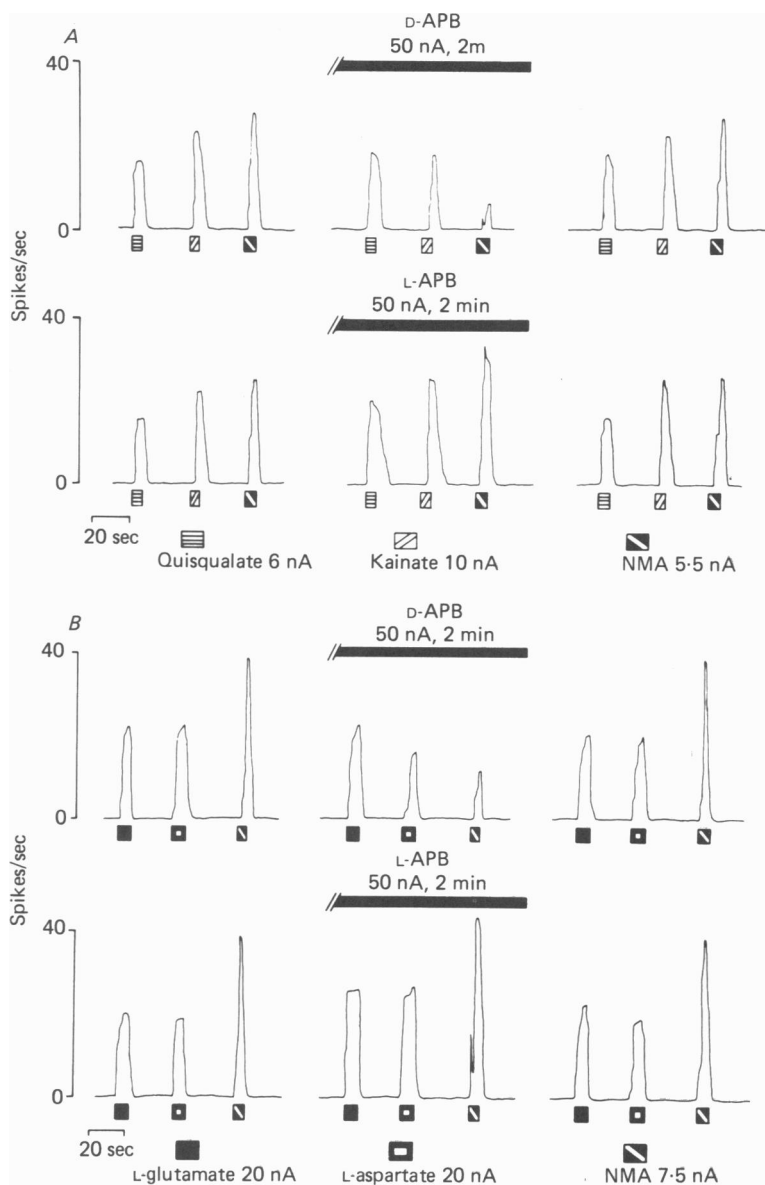 A
D-APB
50 nA, 2m
40
0
L-APB
50 nA, 2 min
40
0
Spikes/sec
20 sec
Quisqualate 6 nA
Kainate 10 nA
NMA 5·5 nA
B
D-APB
50 nA, 2 min
40
0
L-APB
50 nA, 2 min
40
0
Spikes/sec
20 sec
L-glutamate 20 nA
L-aspartate 20 nA
NMA 7·5 nA